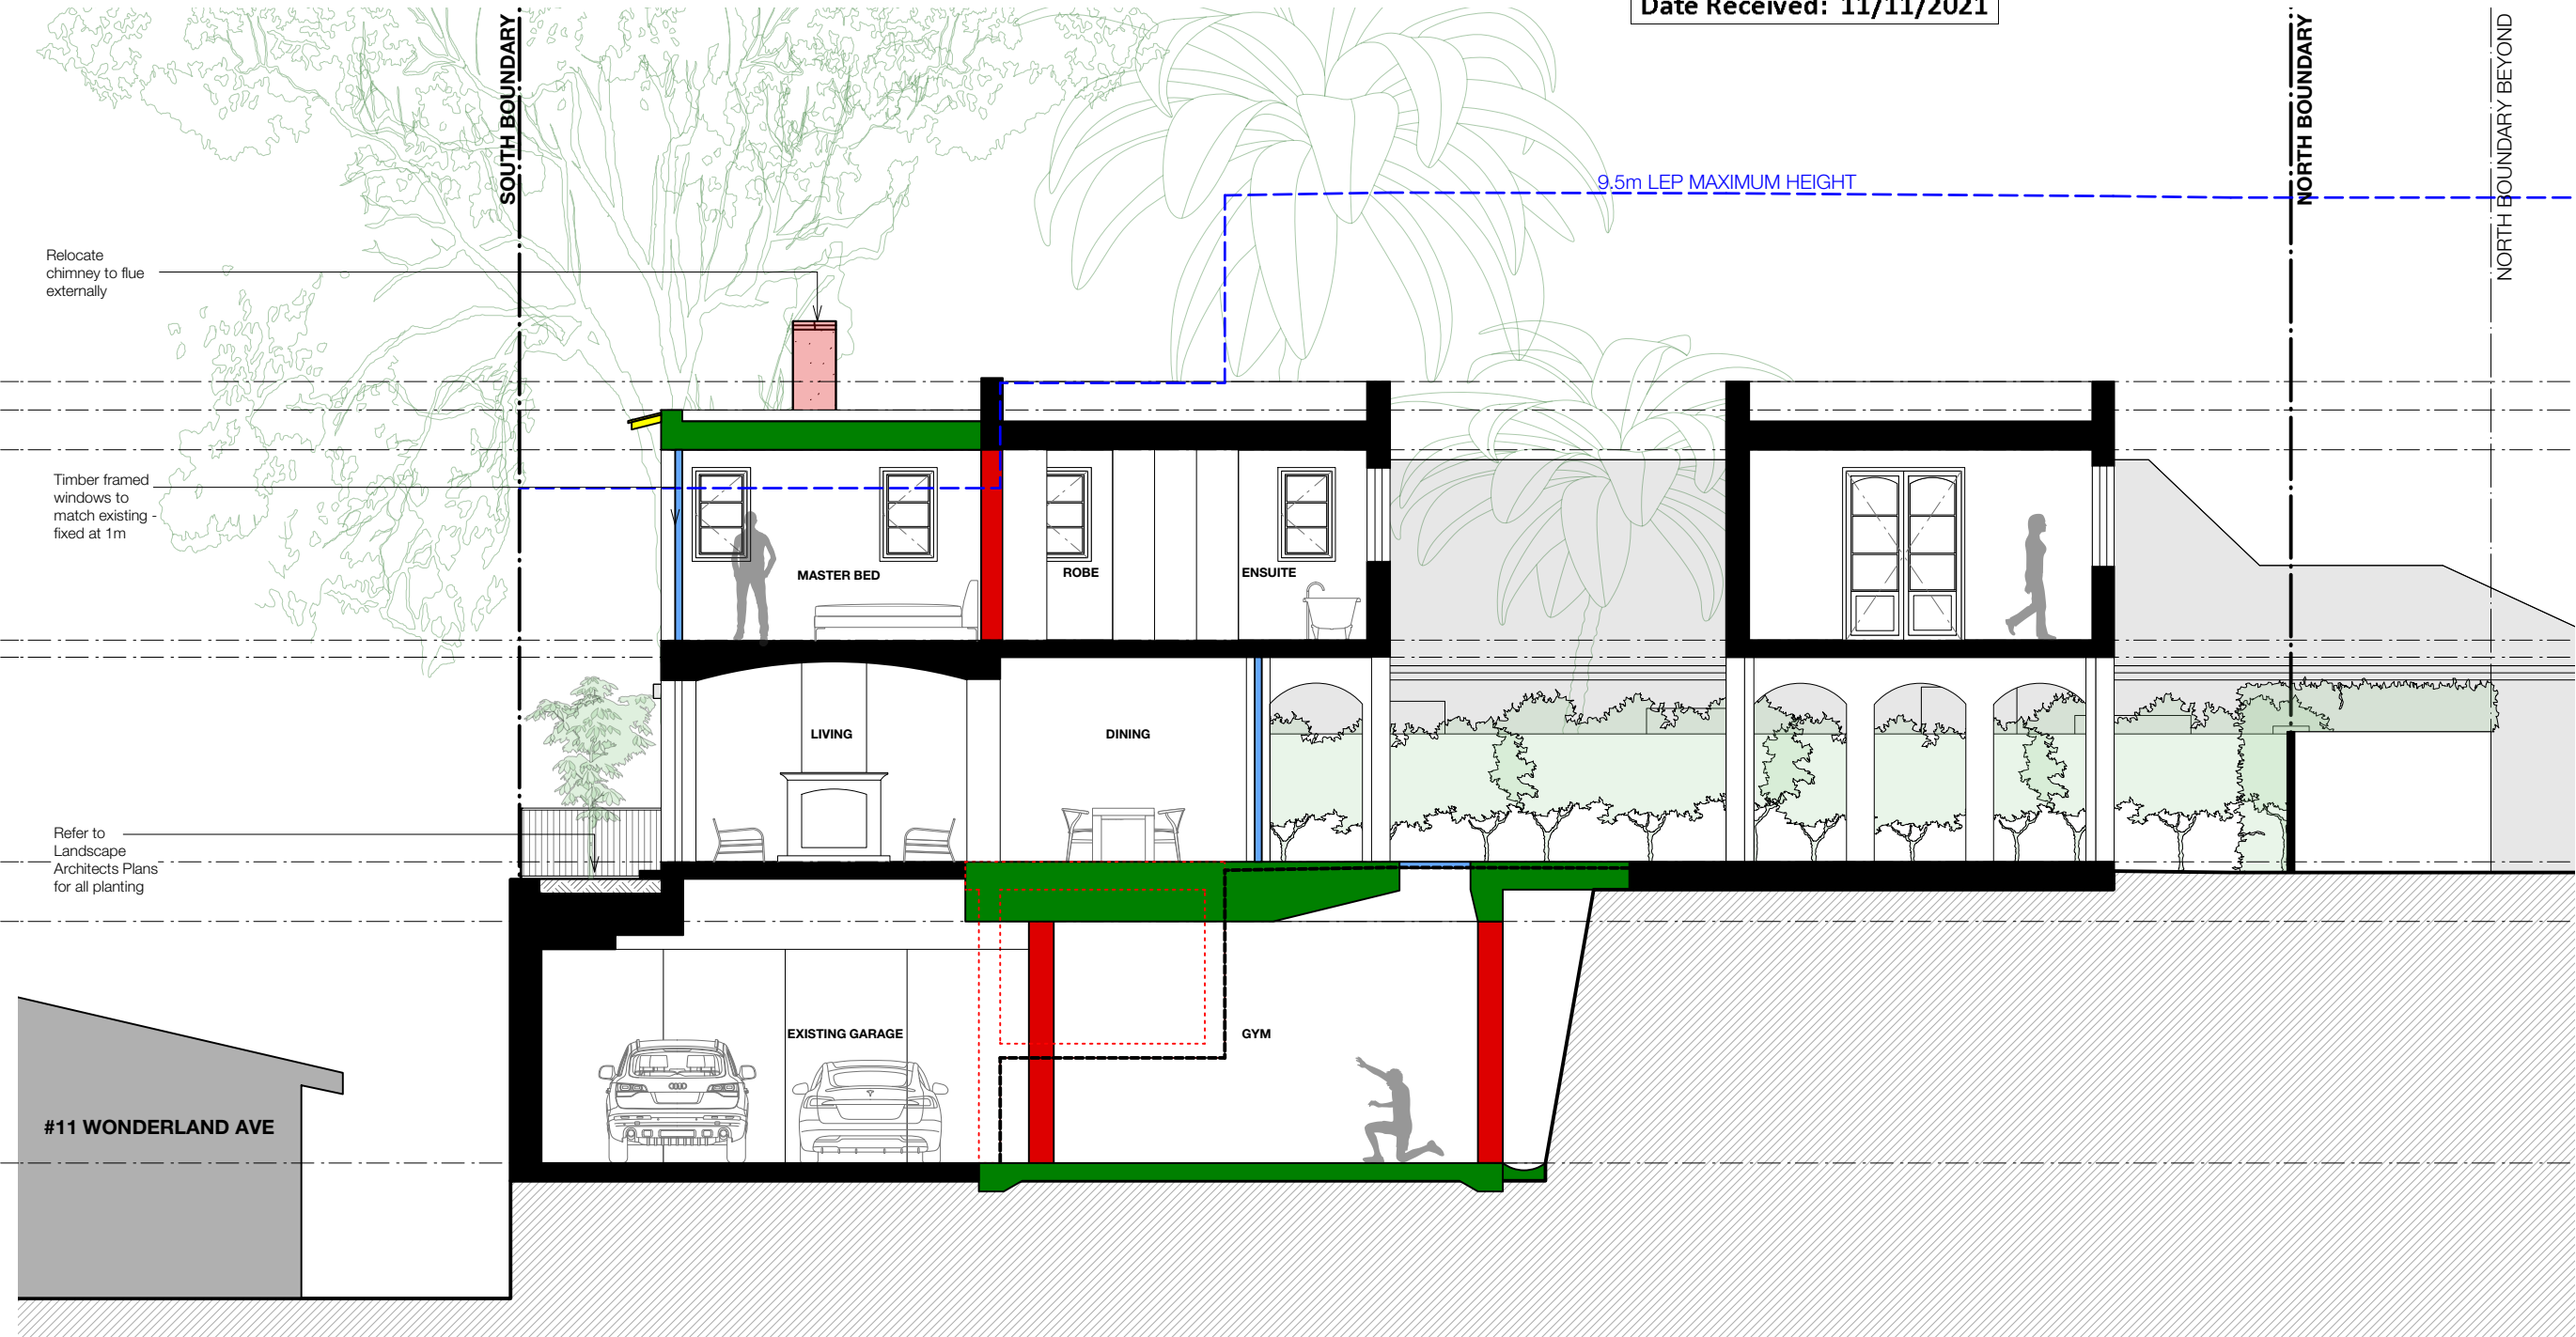 Date Received: 11/11/2021
SOUTH BOUNDARY
NORTH BOUNDARY
NORTH BOUNDARY BEYOND
9.5m LEP MAXIMUM HEIGHT
Relocate
chimney to flue
externally
Timber framed
windows to
match existing -
fixed at 1m
MASTER BED
ROBE
ENSUITE
LIVING
DINING
Refer to
Landscape
Architects Plans
for all planting
EXISTING GARAGE
GYM
#11 WONDERLAND AVE